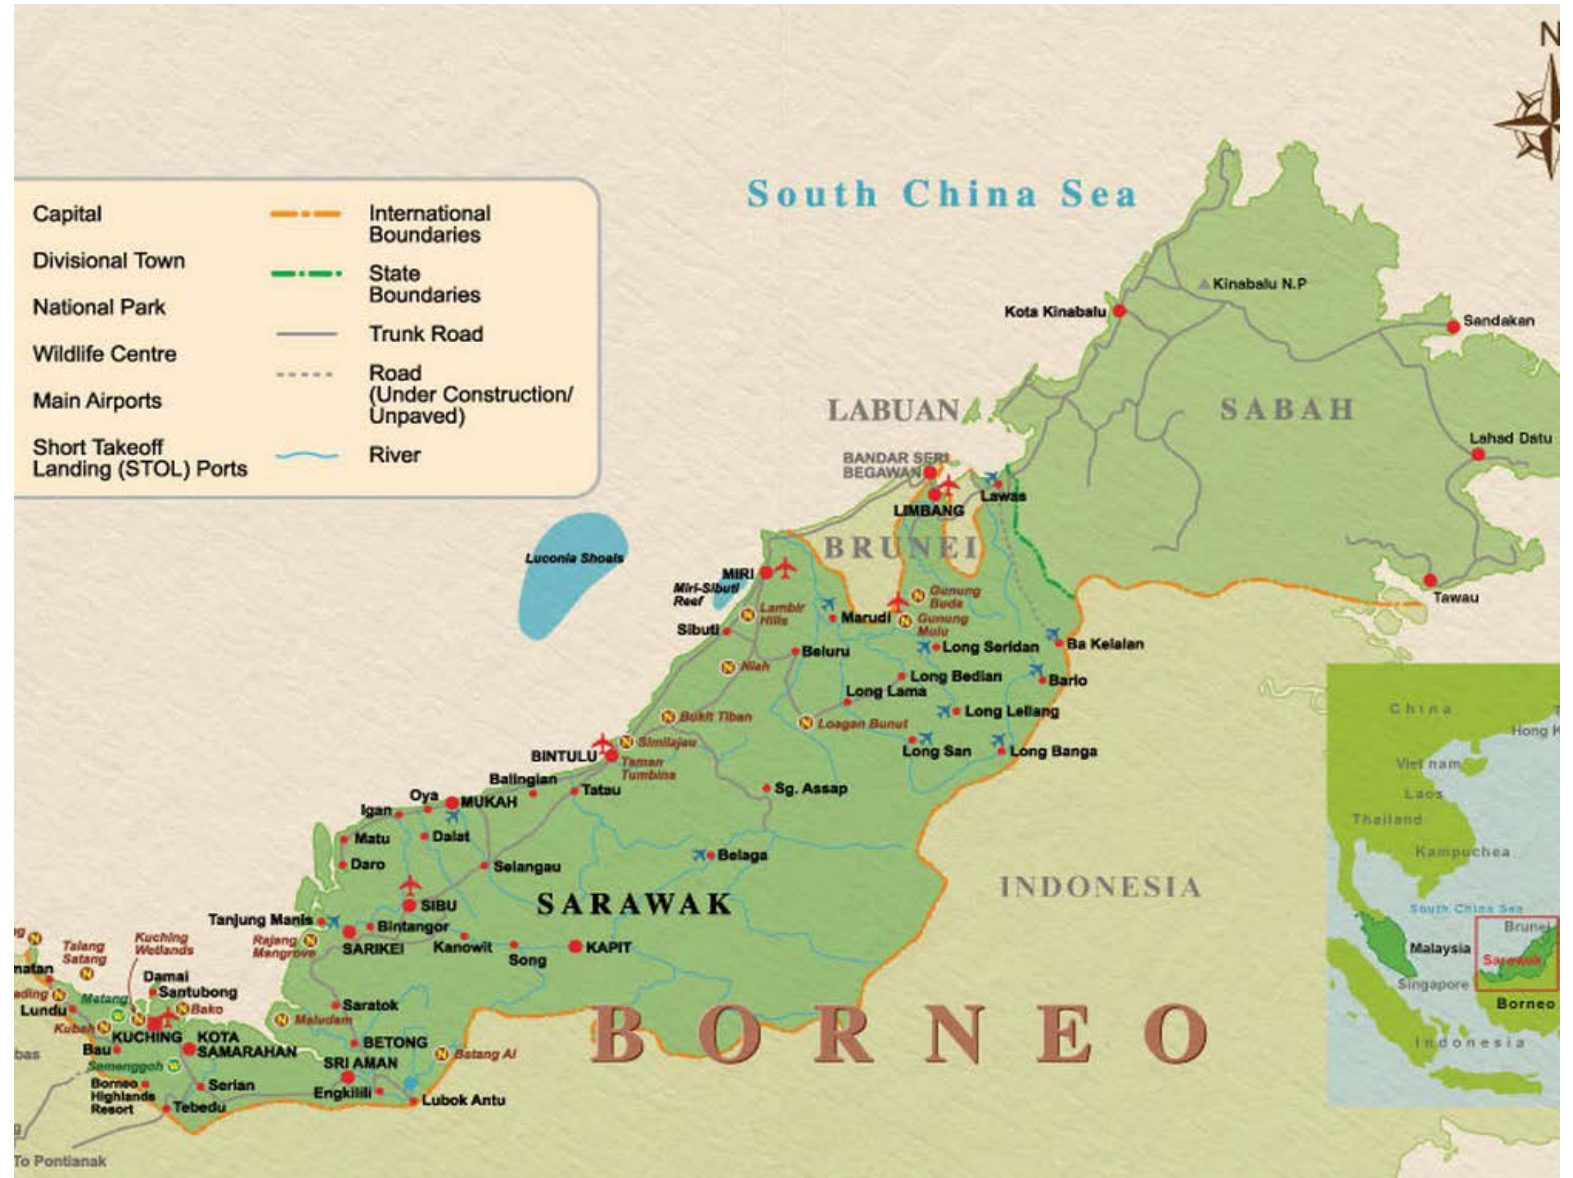 N
South China Sea
Capital
Divisional Town
National Park
Wildlife Centre
Main Airports
Short Takeoff
Landing (STOL) Ports
International
Boundaries
State
Boundaries
Trunk Road
Road
(Under Construction/
Unpaved)
River
Kinabalu N.P
Kota Kinabalu
Sandakan
LABUAN
SABAH
Lahad Datu
BANDAR SERI
BEGAWAN
Lawas
LIMBANG
BRUNEI
Luconia Shoals
MIRI
Miri-Sibuti
Reef
Lambir
Hills
Sibuti
Marudi
Gunung
Buda
Gunung
Mulu
Tawau
Niah
Beluru
Long Seridan
Ba Kelalan
Long Bedian
Bario
Long Lama
Long Lellang
Bukit Tiban
Loagan Bunut
Long San
Long Banga
Similajau
BINTULU
Taman
Tumbina
Balingian
Tatau
Sg. Assap
Oya
MUKAH
Igan
Matu
Dalat
Daro
Selangau
Belaga
SARAWAK
INDONESIA
SIBU
Tanjung Manis
Bintangor
Rajang
Mangrove
SARIKEI
Kanowit
Song
KAPIT
Talang
Satang
Kuching
Wetlands
Damai
Santubong
matan
ading
Matang
Bako
Lundu
Kubah
KUCHING
KOTA
SAMARAHAN
Saratok
Maludam
BETONG
bas
Bau
Semenggoh
SRI AMAN
Batang Ai
Borneo
Highlands
Resort
Serian
Engkilili
Lubok Antu
Tebedu
To Pontianak
BORNEO
China
Hong K
Viet nam
Laos
Thailand
Kampuchea
South China Sea
Brunei
Malaysia
Sarawak
Singapore
Borneo
Indonesia